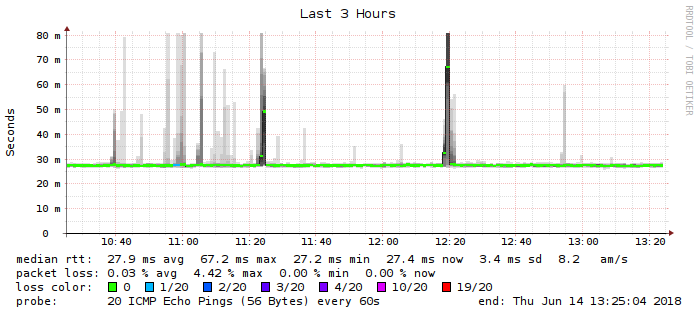 Last 3 Hours
RRDTOOL / TOBI OETIKER
Seconds
80 m
70 m
60 m
50 m
40 m
30 m
20 m
10 m
0
10:40 11:00 11:20 11:40 12:00 12:20 12:40 13:00 13:20
median rtt: 27.9 ms avg 67.2 ms max 27.2 ms min 27.4 ms now 3.4 ms sd 8.2 am/s
packet loss: 0.03 % avg 4.42 % max 0.00 % min 0.00 % now
loss color: 0 1/20 2/20 3/20 4/20 10/20 19/20
probe: 20 ICMP Echo Pings (56 Bytes) every 60s end: Thu Jun 14 13:25:04 2018